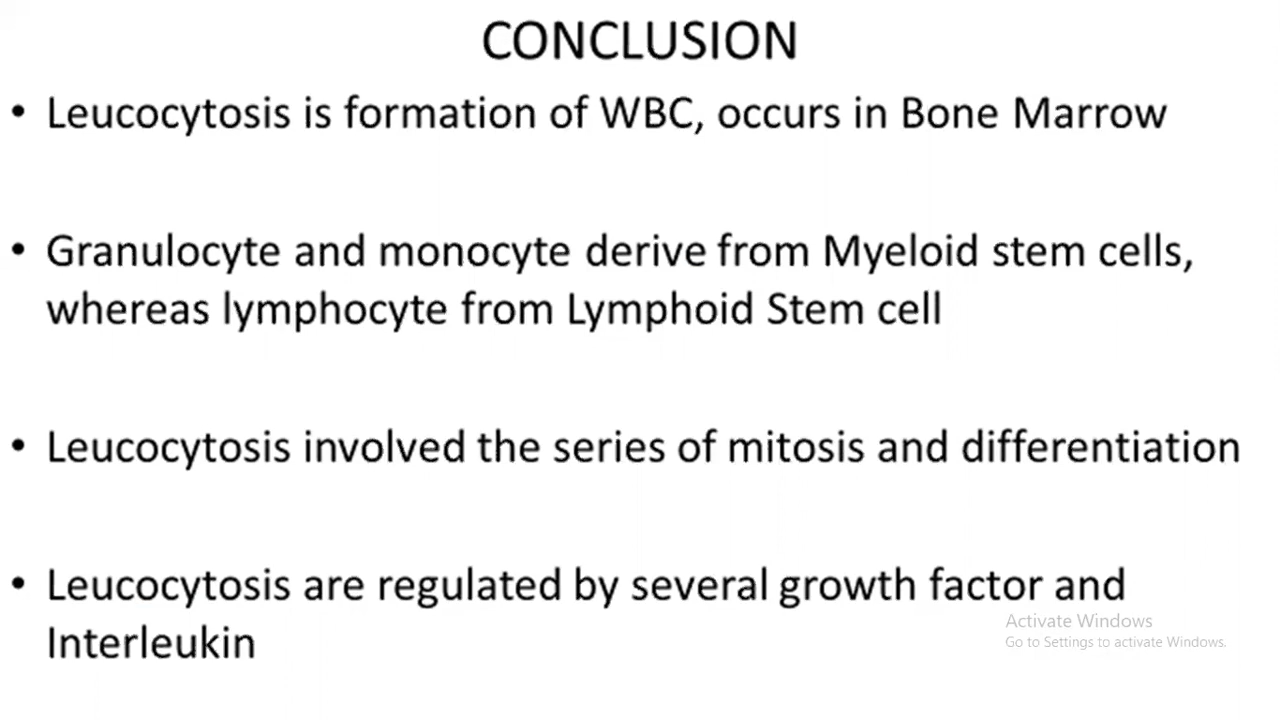 CONCLUSION
• Leucocytosis is formation of WBC, occurs in Bone Marrow
• Granulocyte and monocyte derive from Myeloid stem cells,
whereas lymphocyte from Lymphoid Stem cell
• Leucocytosis involved the series of mitosis and differentiation
• Leucocytosis are regulated by several growth factor and
Interleukin
Activate Windows
Go to Settings to activate Windows.